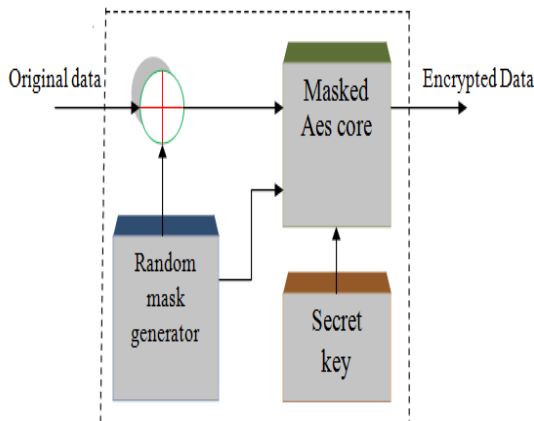 Original data
Masked
Aes core
Encrypted Data
Random
mask
generator
Secret
key